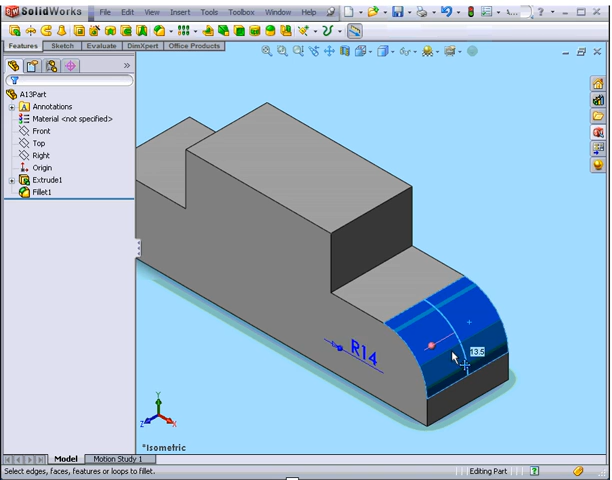 SW SolidWorks File Edit View Insert Tools Toolbox Window Help S... ?
Features Sketch Evaluate DimXpert Office Products
»
A13Part
A Annotations
Material <not specified>
Front
Top
Right
Origin
Extrude1
Fillet1
R14
13.5
Y
Z X
*Isometric
Model Motion Study 1
Select edges, faces, features or loops to fillet. Editing Part ?